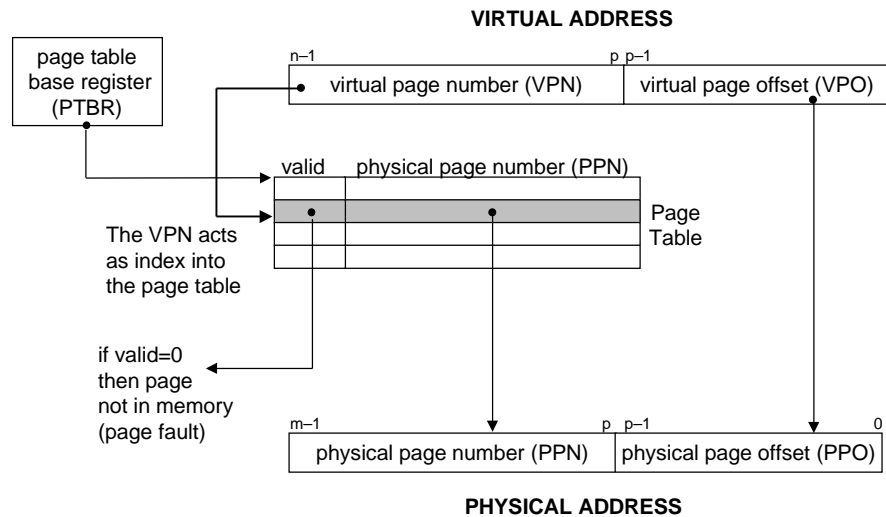 VIRTUAL ADDRESS
page table
base register
(PTBR)
n–1 p p–1
virtual page number (VPN) virtual page offset (VPO)
valid physical page number (PPN)
Page
Table
The VPN acts
as index into
the page table
if valid=0
then page
not in memory
(page fault)
m–1 p p–1 0
physical page number (PPN) physical page offset (PPO)
PHYSICAL ADDRESS